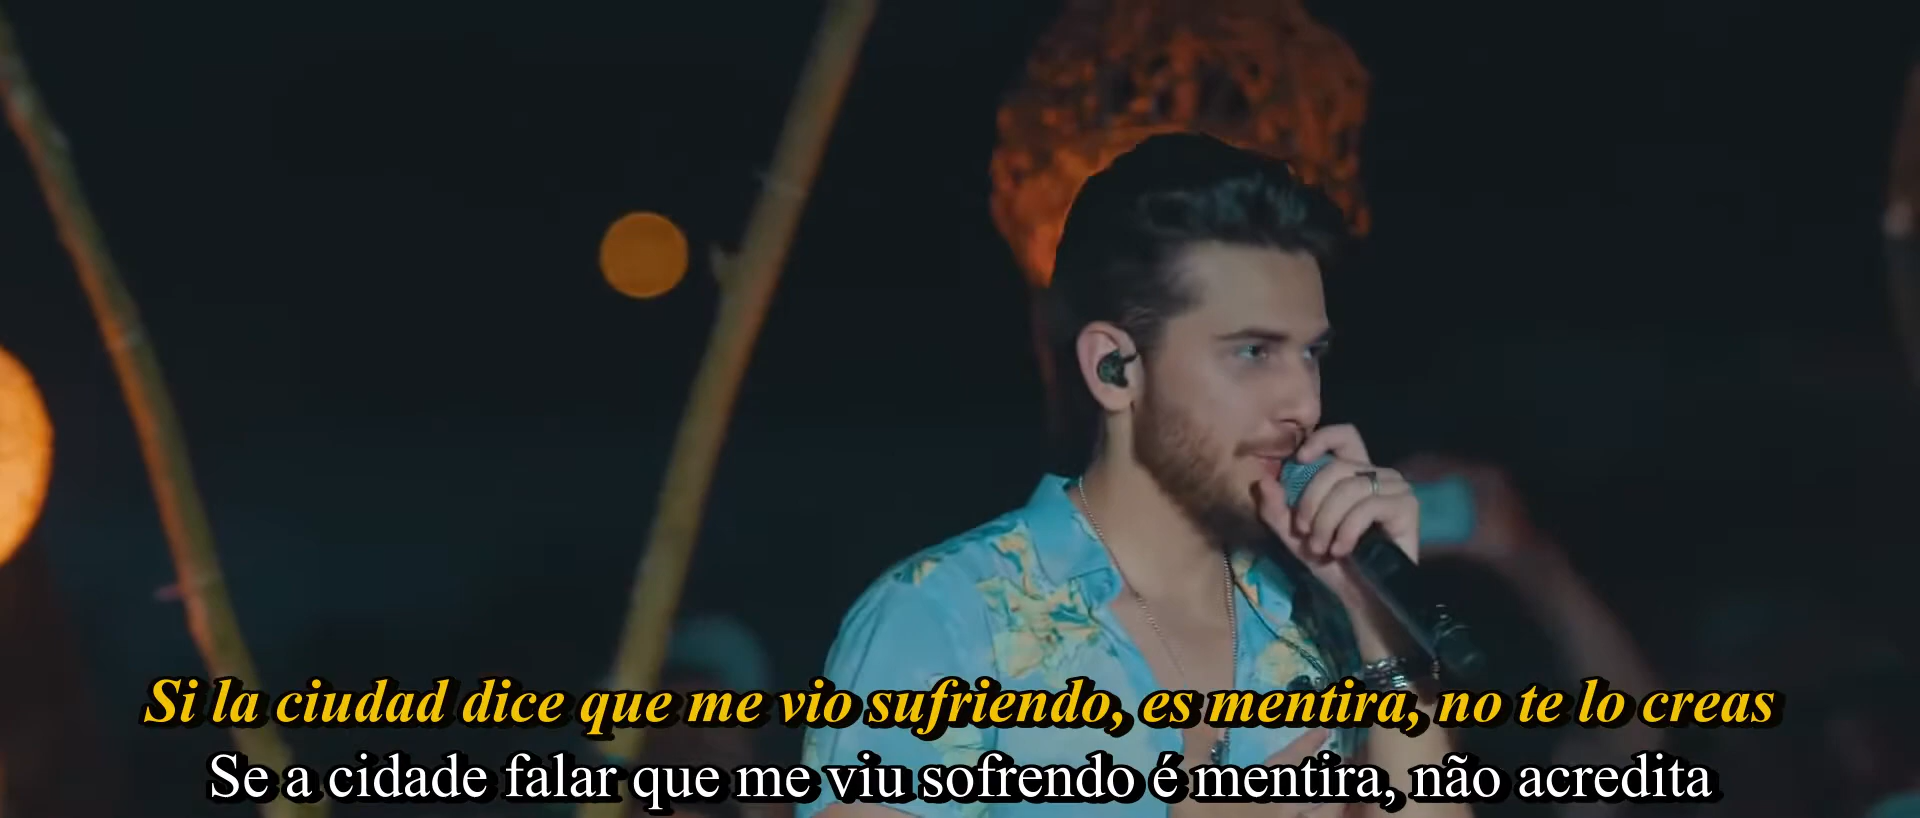 Si la ciudad dice que me vio sufriendo, es mentira, no te lo creas
Se a cidade falar que me viu sofrendo é mentira, não acredita